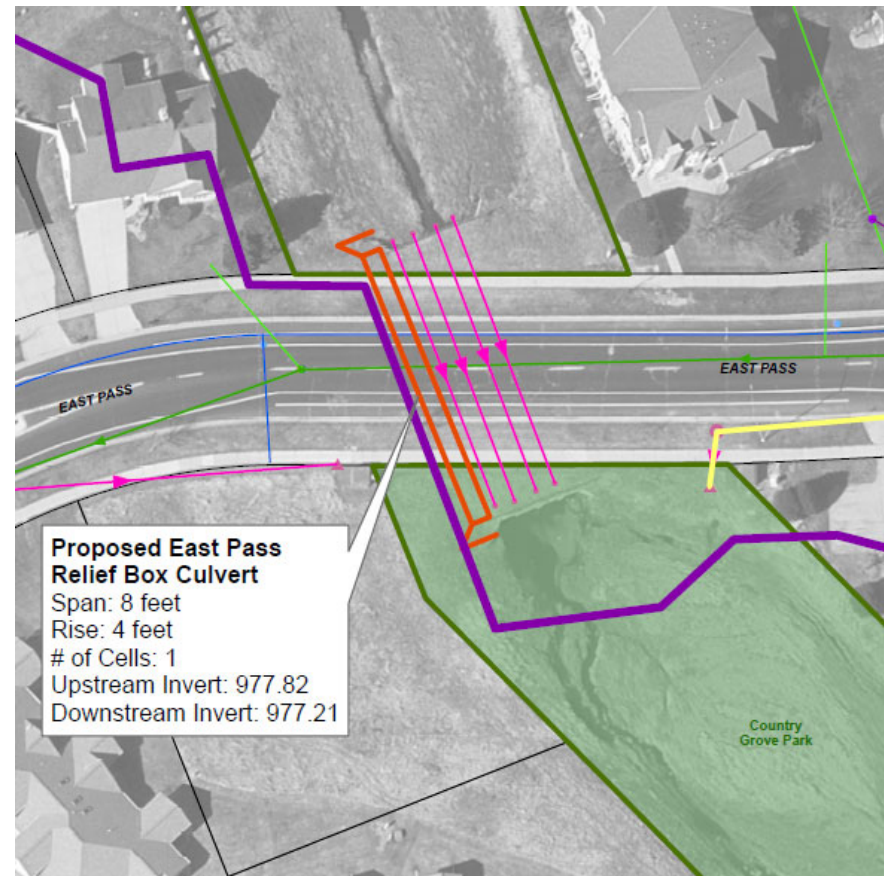 EAST PASS
EAST PASS
Proposed East Pass
Relief Box Culvert
Span: 8 feet
Rise: 4 feet
# of Cells: 1
Upstream Invert: 977.82
Downstream Invert: 977.21
Country
Grove Park